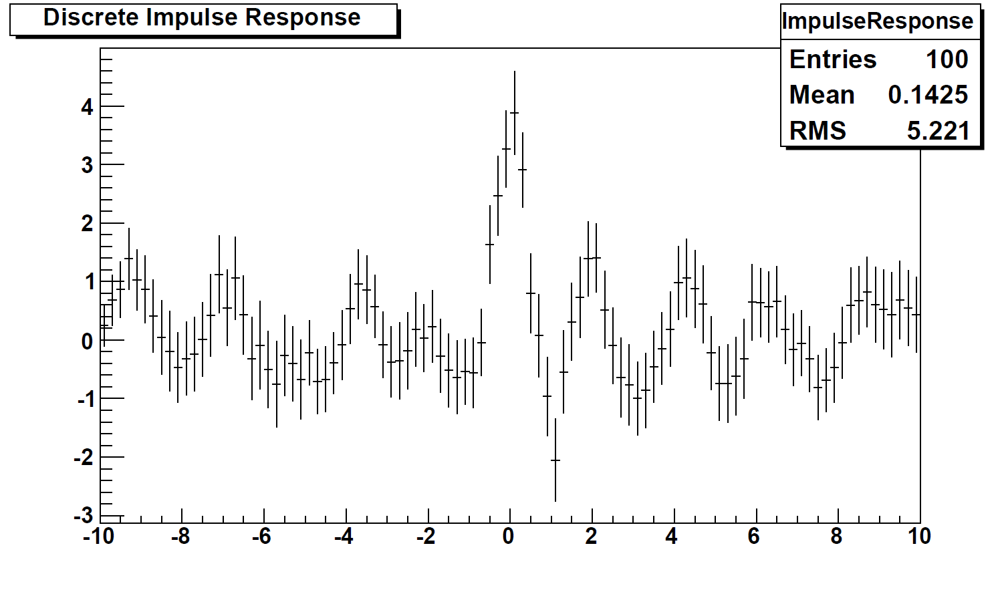 Discrete Impulse Response
ImpulseResponse
Entries 100
Mean 0.1425
RMS 5.221
4
3
2
1
0
-1
-2
-3
-10 -8 -6 -4 -2 0 2 4 6 8 10